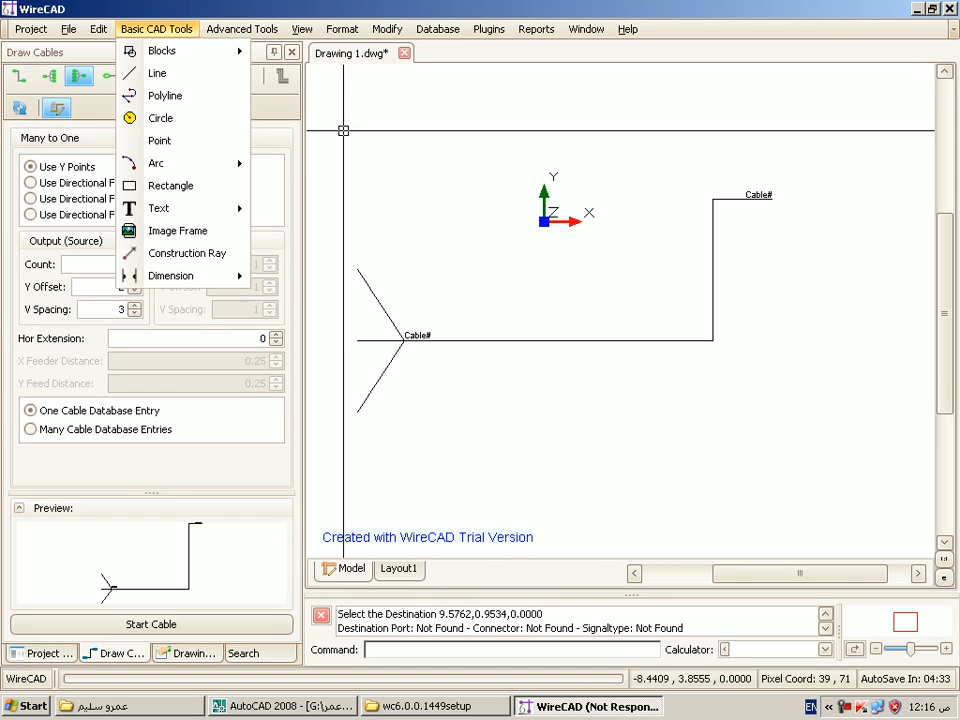 WireCAD
Project File Edit Basic CAD Tools Advanced Tools View Format Modify Database Plugins Reports Window Help
Draw Cables
Blocks
Line
Polyline
Circle
Point
Arc
Rectangle
Text
Image Frame
Construction Ray
Dimension
Many to One
Use Y Points
Use Directional F
Use Directional F
Use Directional F
Output (Source)
Count: 1
Y Offset:
V Spacing: 3 V Spacing: 1
Hor Extension: 0
X Feeder Distance: 0.25
Y Feed Distance: 0.25
One Cable Database Entry
Many Cable Database Entries
Preview:
Start Cable
Project ... Draw C... Drawin... Search
Drawing 1.dwg*
Y
Z X
Cable#
Cable#
Created with WireCAD Trial Version
Model Layout1
Select the Destination 9.5762,0.9534,0.0000
Destination Port: Not Found - Connector: Not Found - Signaltype: Not Found
Command: Calculator:
WireCAD -8.4409 , 3.8555 , 0.0000 Pixel Coord: 39 , 71 AutoSave In: 04:33
Start عمرو سليم AutoCAD 2008 - [G:\عمرا... wc6.0.0.1449setup WireCAD (Not Respon... EN 12:16 ص